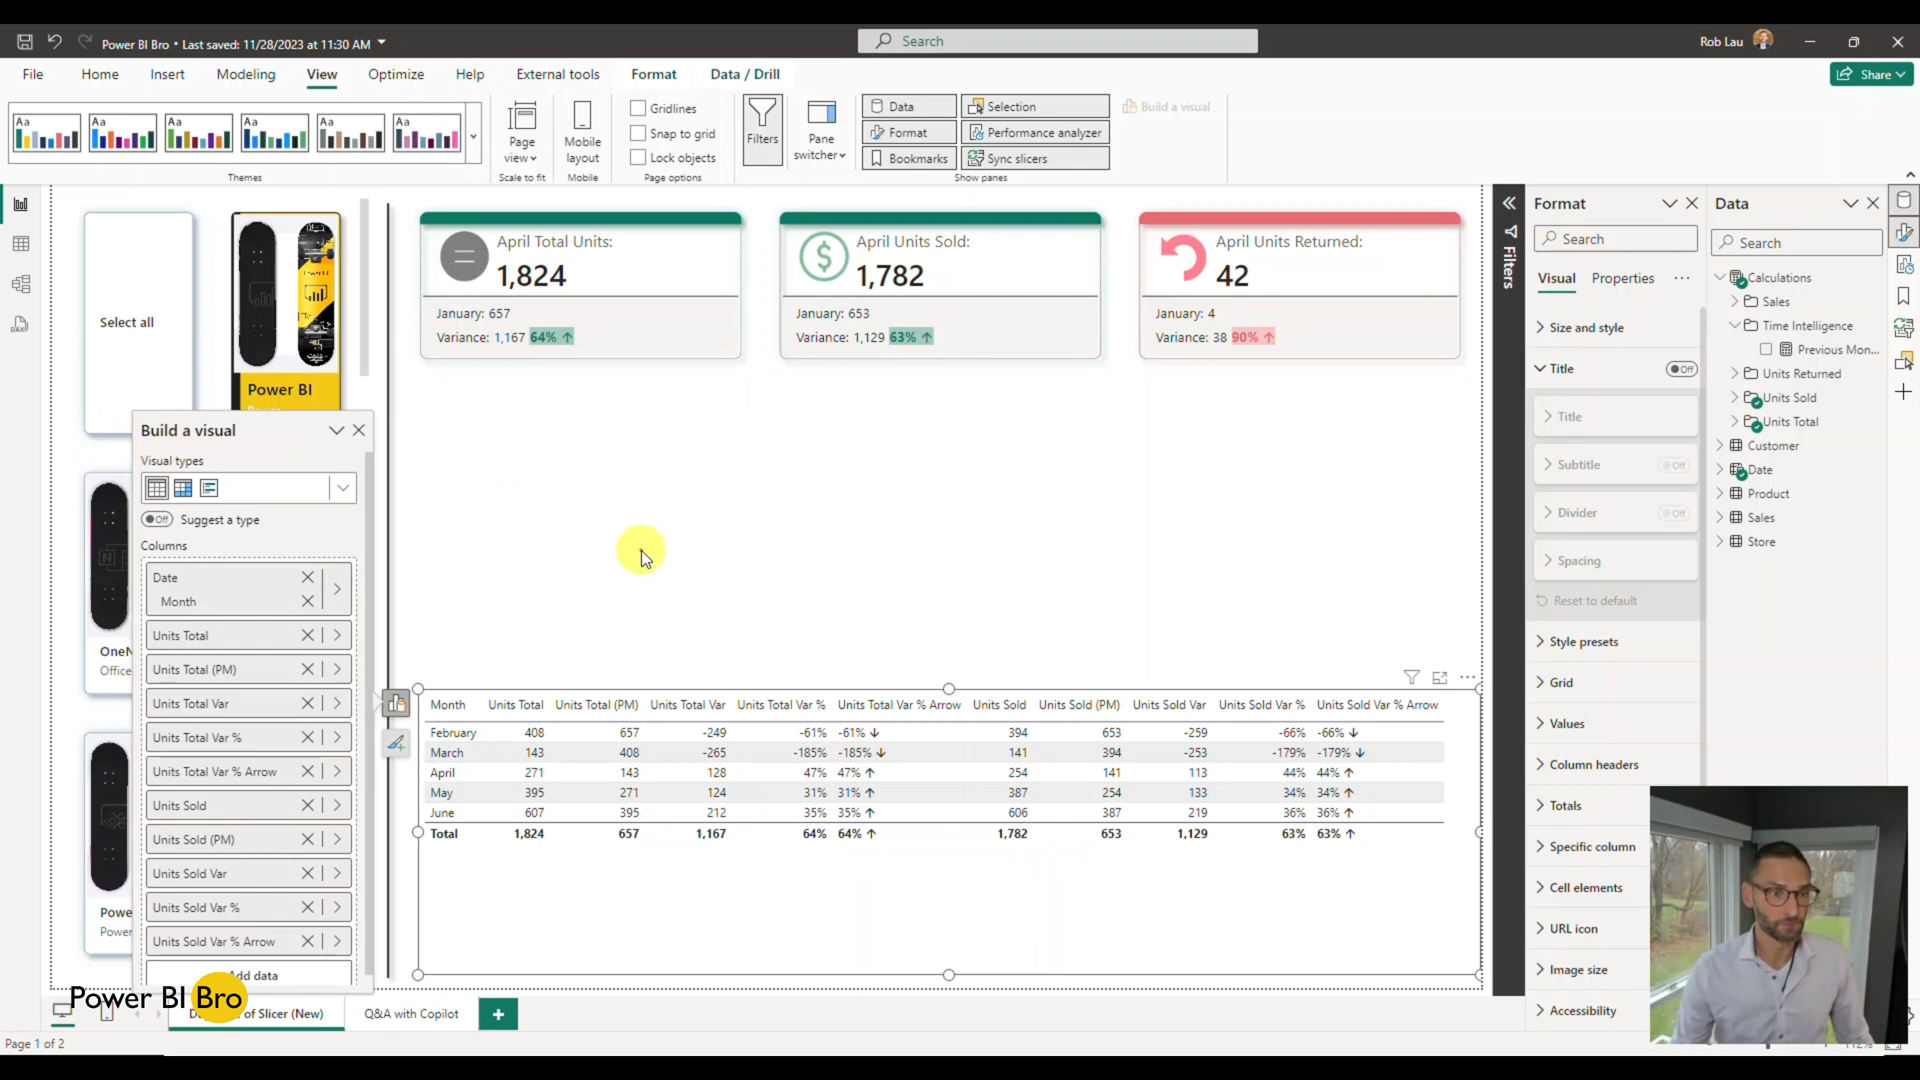 Power BI Bro • Last saved: 11/28/2023 at 11:30 AM
Search
Rob Lau
File
Home
Insert
Modeling
View
Optimize
Help
External tools
Format
Data / Drill
Share
Aa
Aa
Aa
Aa
Aa
Aa
Themes
Page view
Scale to fit
Mobile layout
Mobile
Gridlines
Snap to grid
Lock objects
Page options
Filters
Pane switcher
Data
Format
Bookmarks
Selection
Performance analyzer
Sync slicers
Show panes
Build a visual
Select all
Power BI
April Total Units:
1,824
January: 657
Variance: 1,167 64% ↑
April Units Sold:
1,782
January: 653
Variance: 1,129 63% ↑
April Units Returned:
42
January: 4
Variance: 38 90% ↑
OneN
Office
Powe
Power
Build a visual
Visual types
Off
Suggest a type
Columns
Date
Month
Units Total
Units Total (PM)
Units Total Var
Units Total Var %
Units Total Var % Arrow
Units Sold
Units Sold (PM)
Units Sold Var
Units Sold Var %
Units Sold Var % Arrow
Add data
Month Units Total Units Total (PM) Units Total Var Units Total Var % Units Total Var % Arrow Units Sold Units Sold (PM) Units Sold Var Units Sold Var % Units Sold Var % Arrow
February 408 657 -249 -61% -61% ↓ 394 653 -259 -66% -66% ↓
March 143 408 -265 -185% -185% ↓ 141 394 -253 -179% -179% ↓
April 271 143 128 47% 47% ↑ 254 141 113 44% 44% ↑
May 395 271 124 31% 31% ↑ 387 254 133 34% 34% ↑
June 607 395 212 35% 35% ↑ 606 387 219 36% 36% ↑
Total 1,824 657 1,167 64% 64% ↑ 1,782 653 1,129 63% 63% ↑
Filters
Format
Search
Visual
Properties
Size and style
Title
Off
Title
Subtitle
Off
Divider
Off
Spacing
Reset to default
Style presets
Grid
Values
Column headers
Totals
Specific column
Cell elements
URL icon
Image size
Accessibility
Data
Search
Calculations
Sales
Time Intelligence
Previous Mon...
Units Returned
Units Sold
Units Total
Customer
Date
Product
Sales
Store
Power BI Bro
of Slicer (New)
Q&A with Copilot
Page 1 of 2